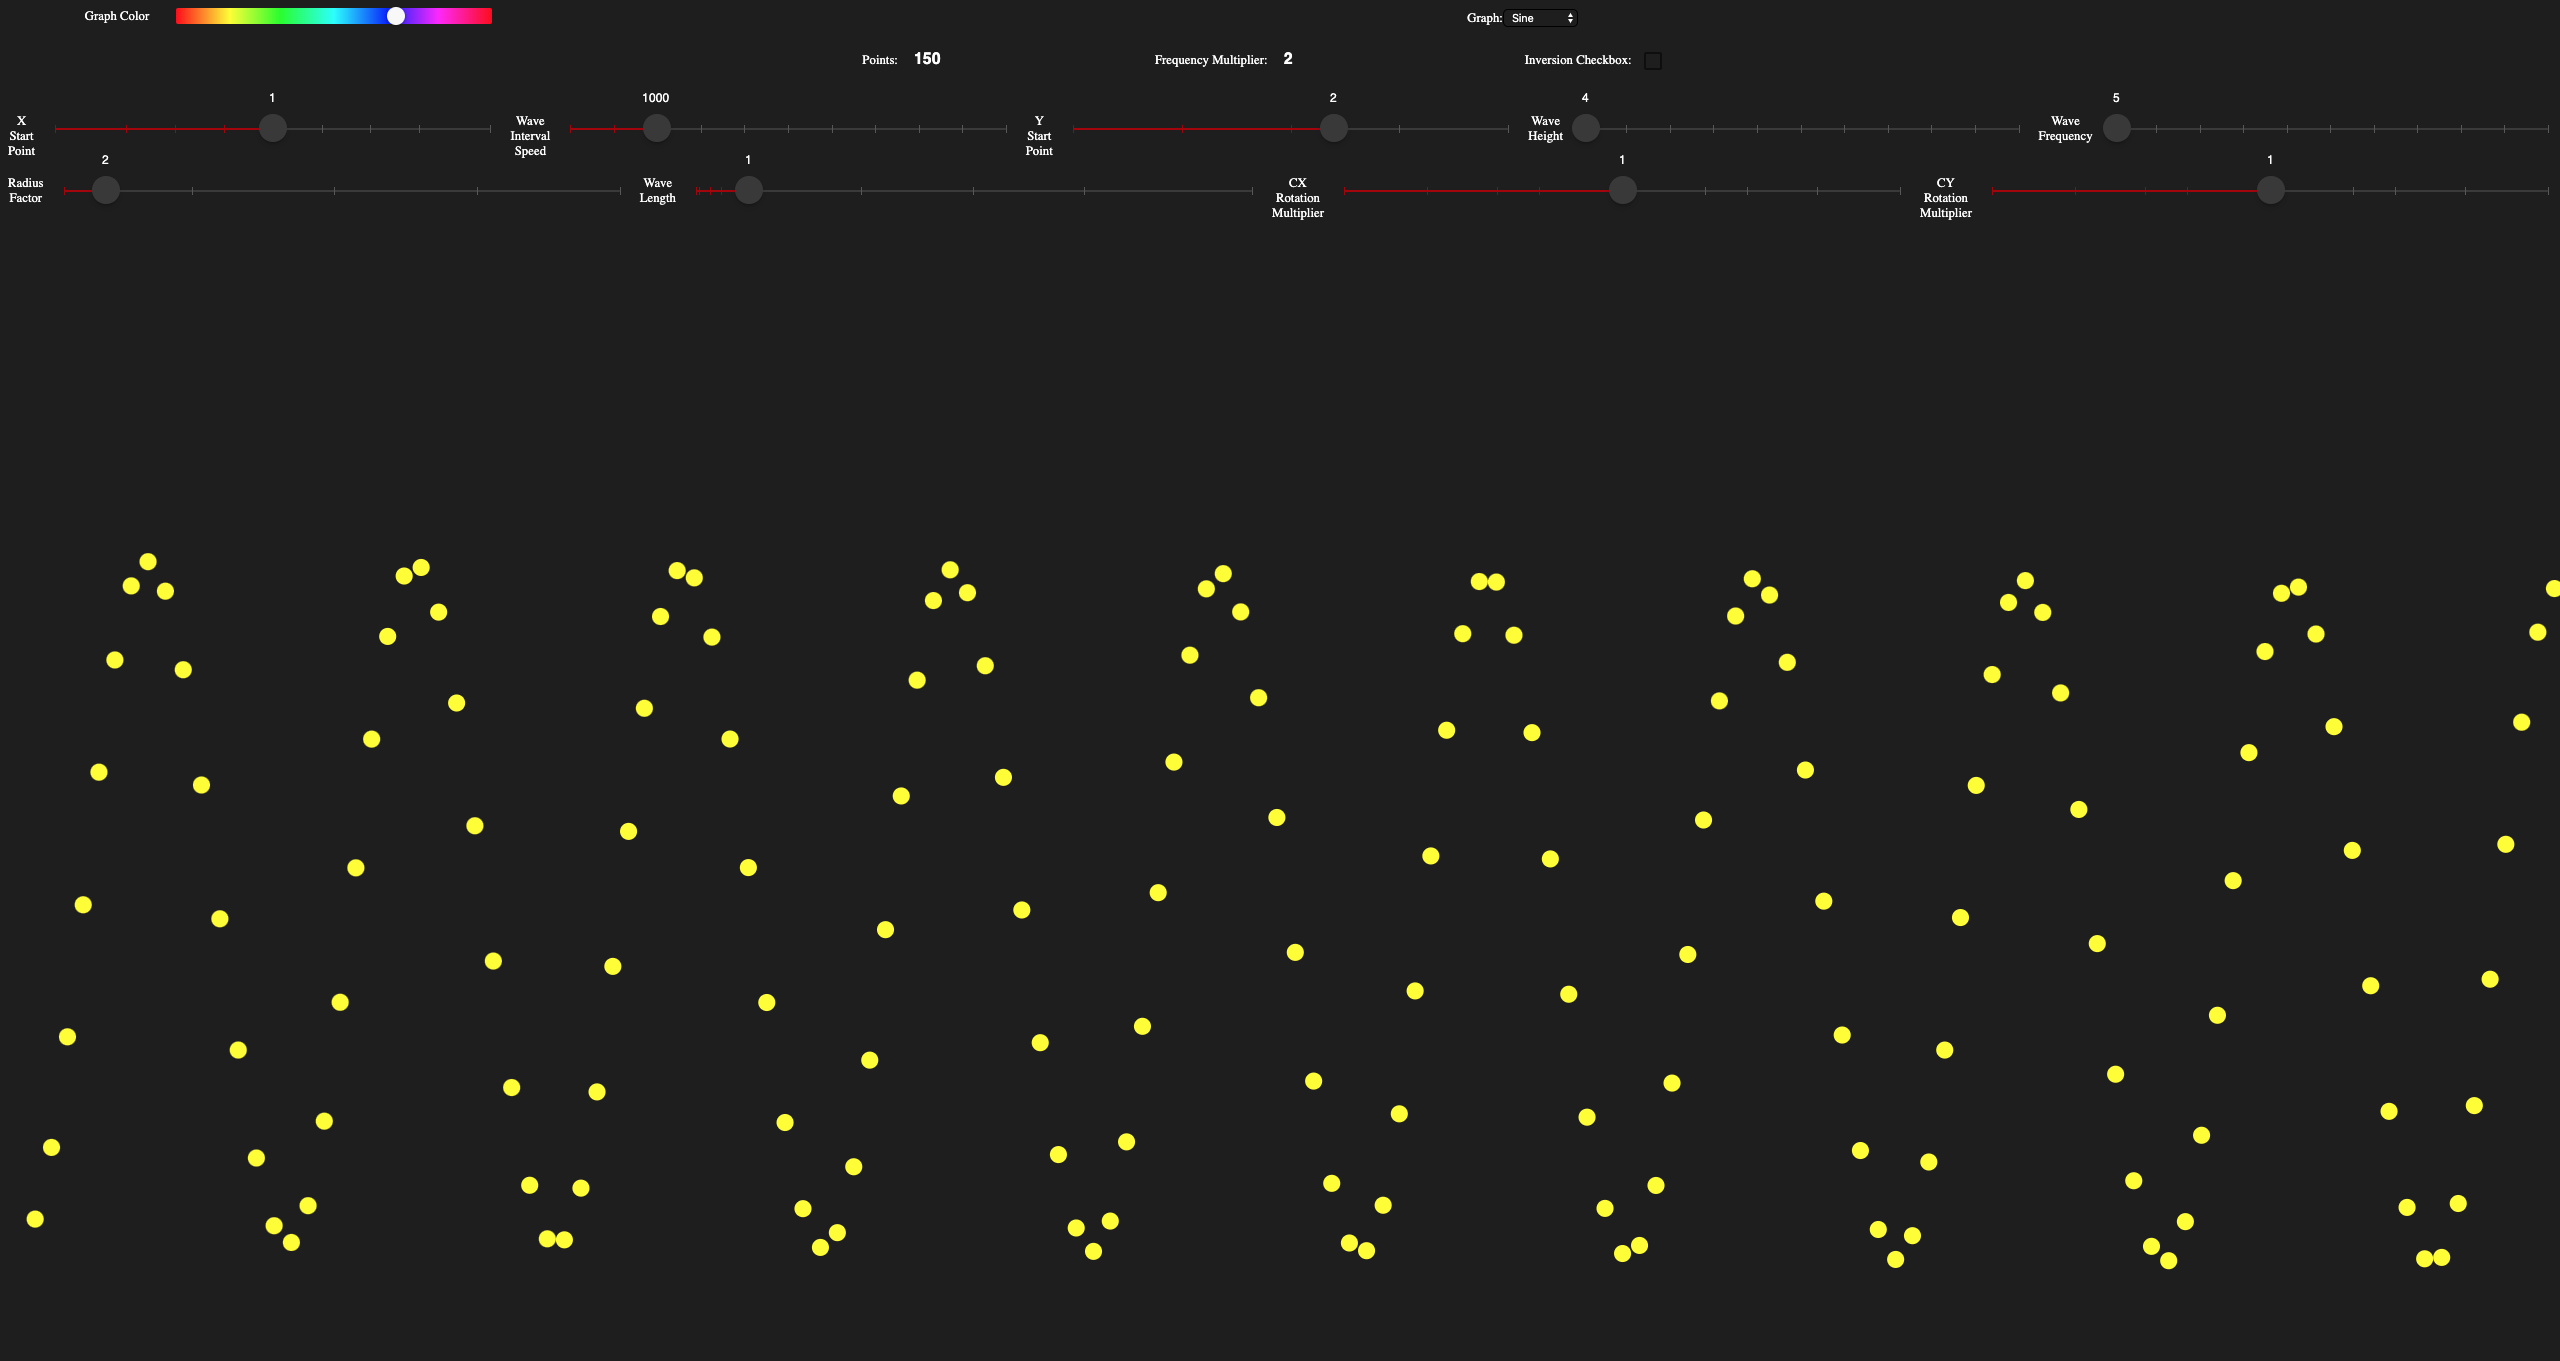 Graph Color
Graph: Sine
Points: 150
Frequency Multiplier: 2
Inversion Checkbox:
1
1000
2
4
5
X
Start
Point
Wave
Interval
Speed
Y
Start
Point
Wave
Height
Wave
Frequency
2
1
1
1
Radius
Factor
Wave
Length
CX
Rotation
Multiplier
CY
Rotation
Multiplier